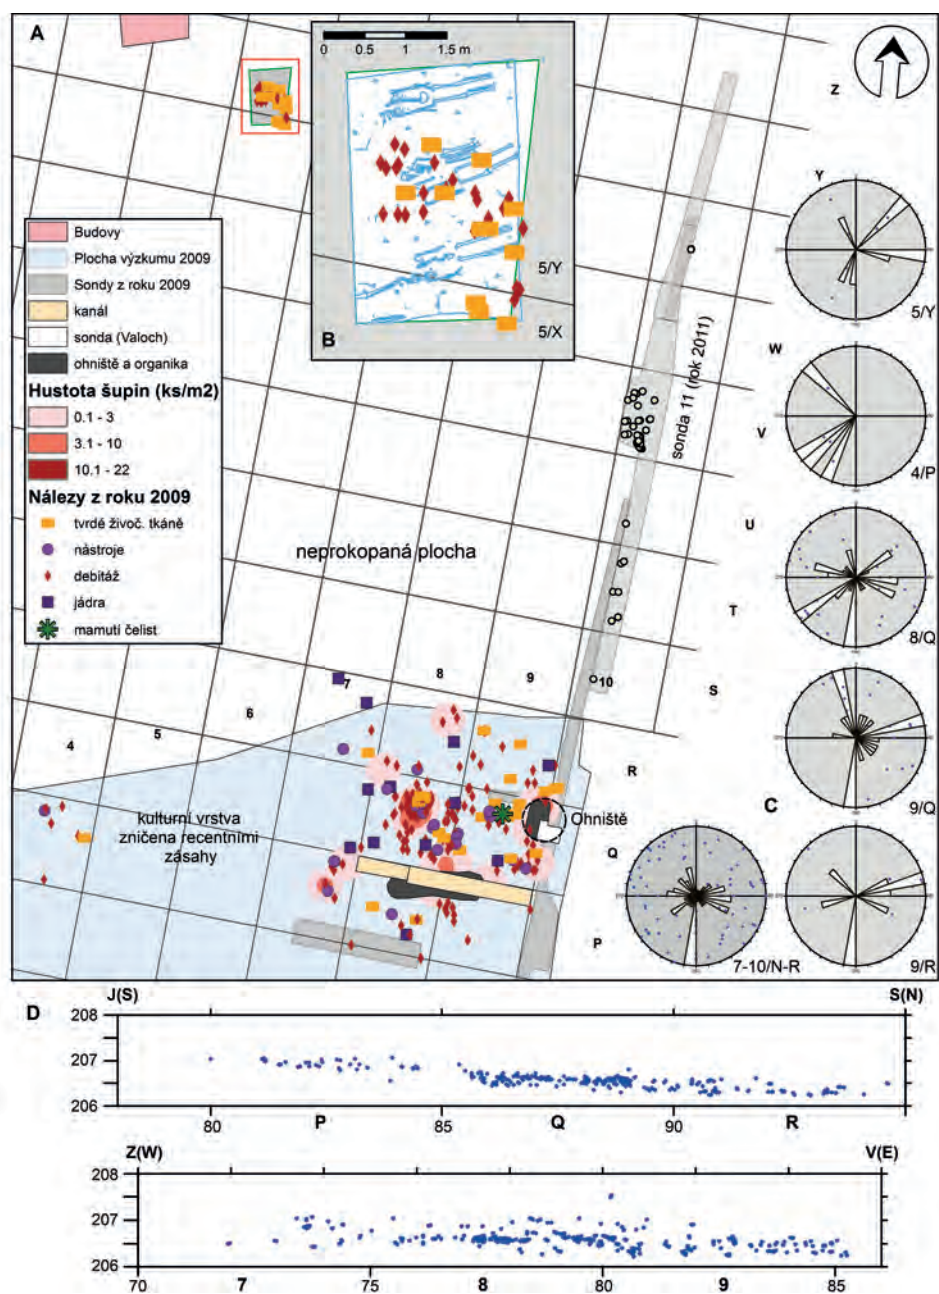 A
0 0.5 1 1.5 m
5/Y
5/X
B
Z
Y
W
V
U
T
S
R
Q
P
Budovy
Plocha výzkumu 2009
Sondy z roku 2009
kanál
sonda (Valoch)
ohniště a organika
Hustota šupin (ks/m2)
0.1 - 3
3.1 - 10
10.1 - 22
Nálezy z roku 2009
tvrdé živoč. tkáně
nástroje
debitáž
jádra
mamutí čelist
sonda 11 (rok 2011)
neprokopaná plocha
4
5
6
7
8
9
10
kulturní vrstva
zničena recentními
zásahy
Ohniště
C
5/Y
4/P
8/Q
9/Q
7-10/N-R
9/R
D
J(S) S(N)
208
207
206
80 P 85 Q 90 R
Z(W) V(E)
208
207
206
70 7 75 8 80 9 85